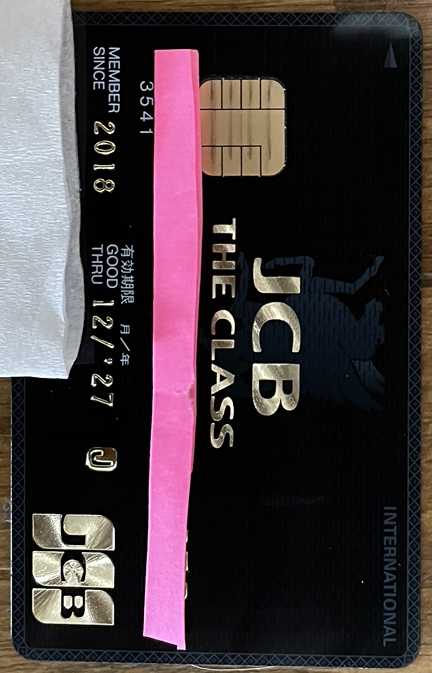 INTERNATIONAL
JCB
THE CLASS
3541
MEMBER SINCE 2018
有効期限 月/年
GOOD THRU 12/'27
J
JCB